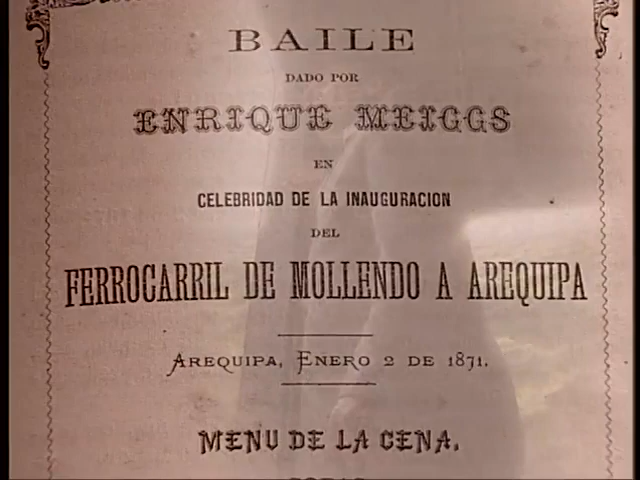 BAILE
DADO POR
ENRIQUE MEIGGS
EN
CELEBRIDAD DE LA INAUGURACION
DEL
FERROCARRIL DE MOLLENDO A AREQUIPA
AREQUIPA, ENERO 2 DE 1871.
MENU DE LA CENA.